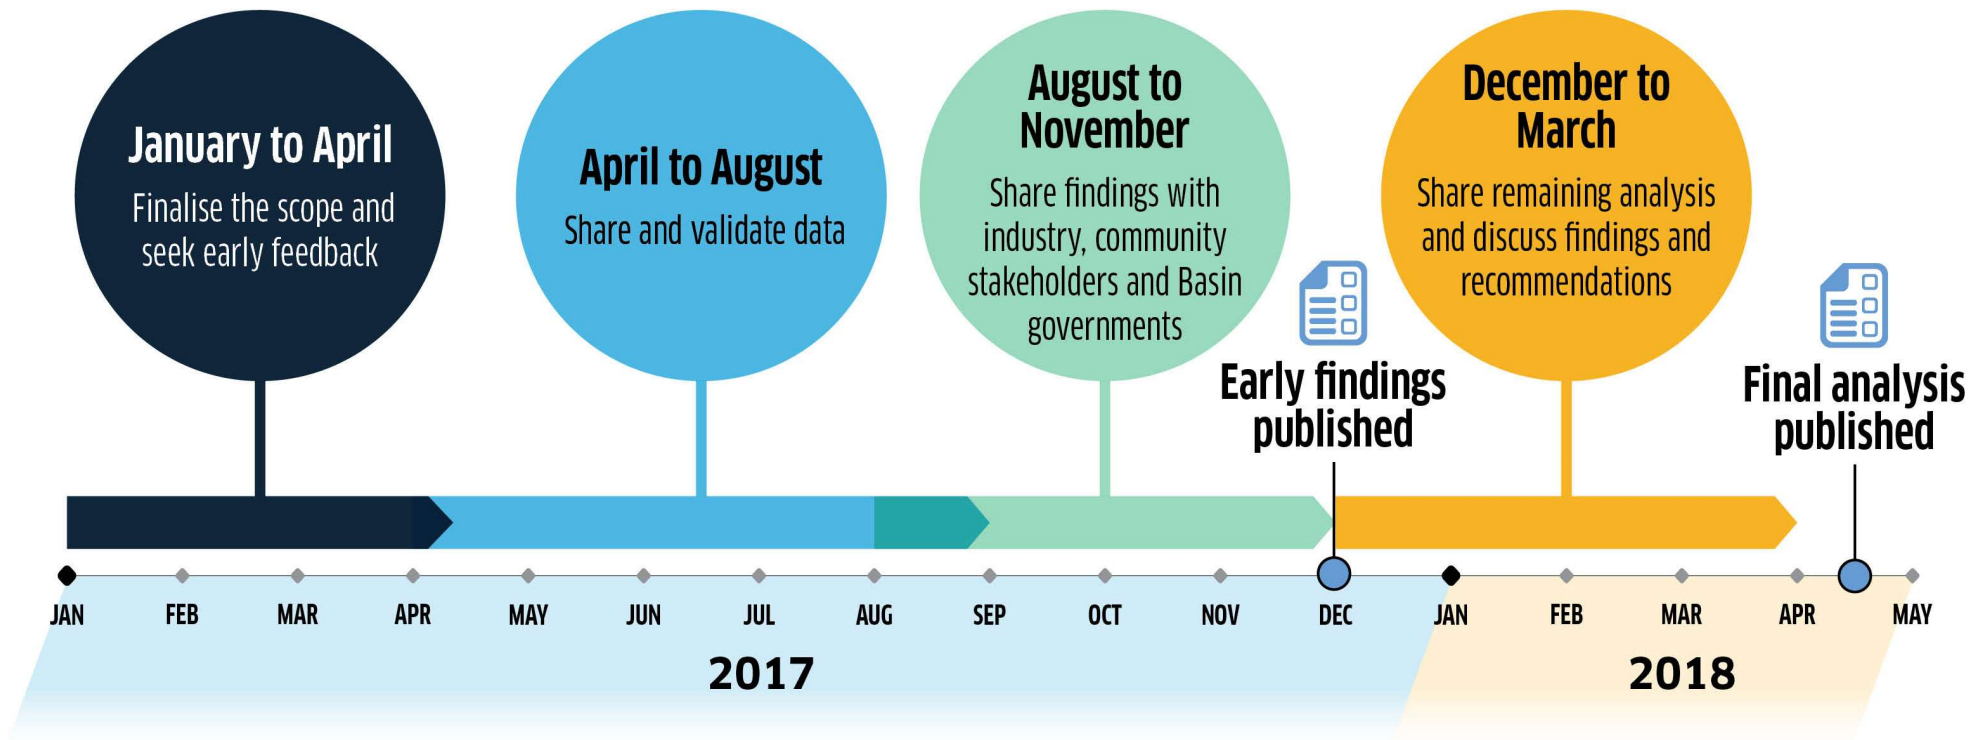 January to April
Finalise the scope and
seek early feedback
April to August
Share and validate data
August to
November
Share findings with
industry, community
stakeholders and Basin
governments
December to
March
Share remaining analysis
and discuss findings and
recommendations
Early findings
published
Final analysis
published
JAN FEB MAR APR MAY JUN JUL AUG SEP OCT NOV DEC JAN FEB MAR APR MAY
2017 2018